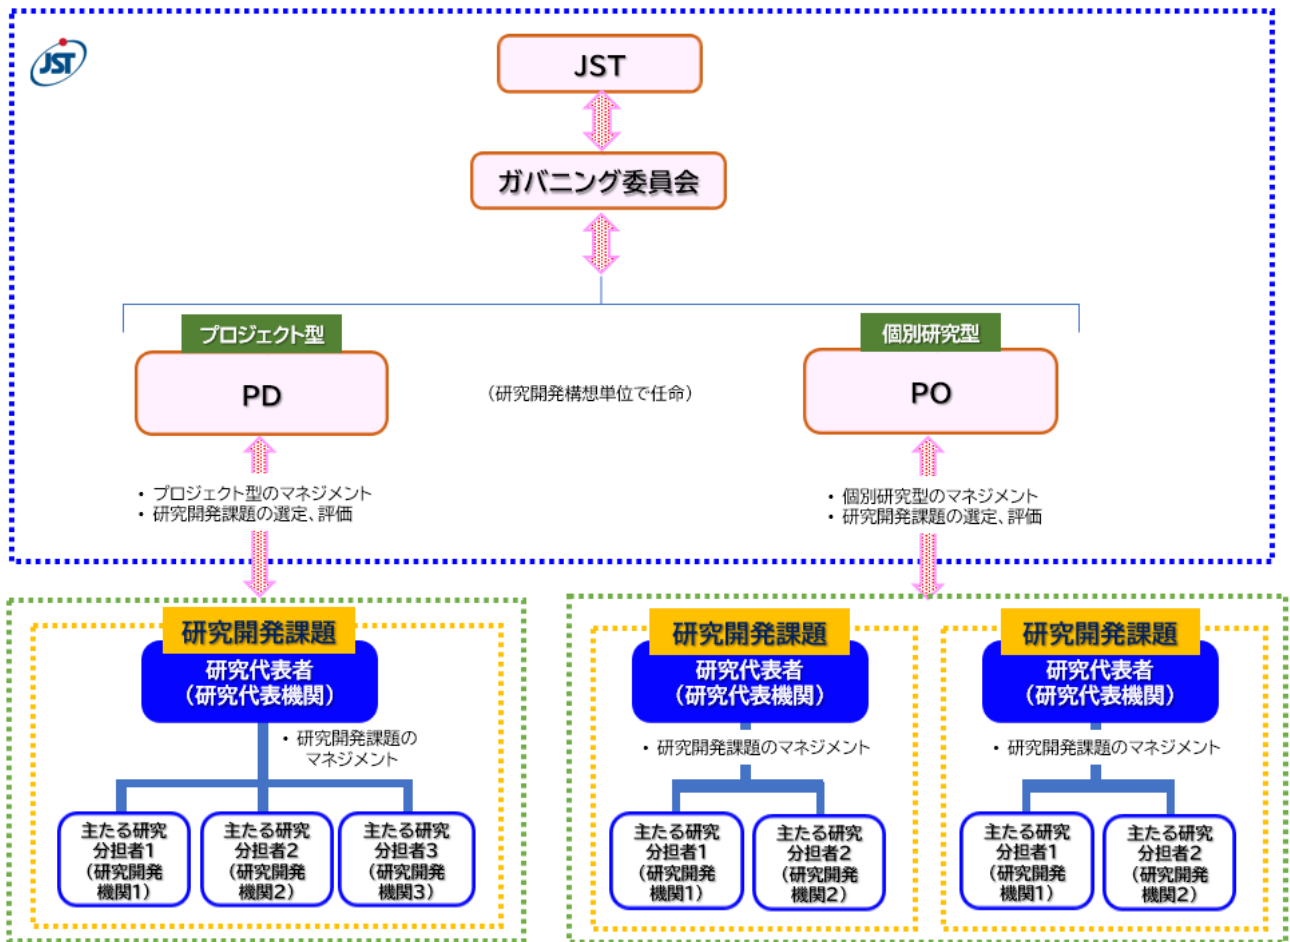 JST
JST
ガバニング委員会
プロジェクト型
PD
（研究開発構想単位で任命）
個別研究型
PO
・ プロジェクト型のマネジメント
・ 研究開発課題の選定、評価
・ 個別研究型のマネジメント
・ 研究開発課題の選定、評価
研究開発課題
研究代表者
（研究代表機関）
・ 研究開発課題の
マネジメント
主たる研究
分担者1
（研究開発
機関1）
主たる研究
分担者2
（研究開発
機関2）
主たる研究
分担者3
（研究開発
機関3）
研究開発課題
研究代表者
（研究代表機関）
・ 研究開発課題のマネジメント
主たる研究
分担者1
（研究開発
機関1）
主たる研究
分担者2
（研究開発
機関2）
研究開発課題
研究代表者
（研究代表機関）
・ 研究開発課題のマネジメント
主たる研究
分担者1
（研究開発
機関1）
主たる研究
分担者2
（研究開発
機関2）